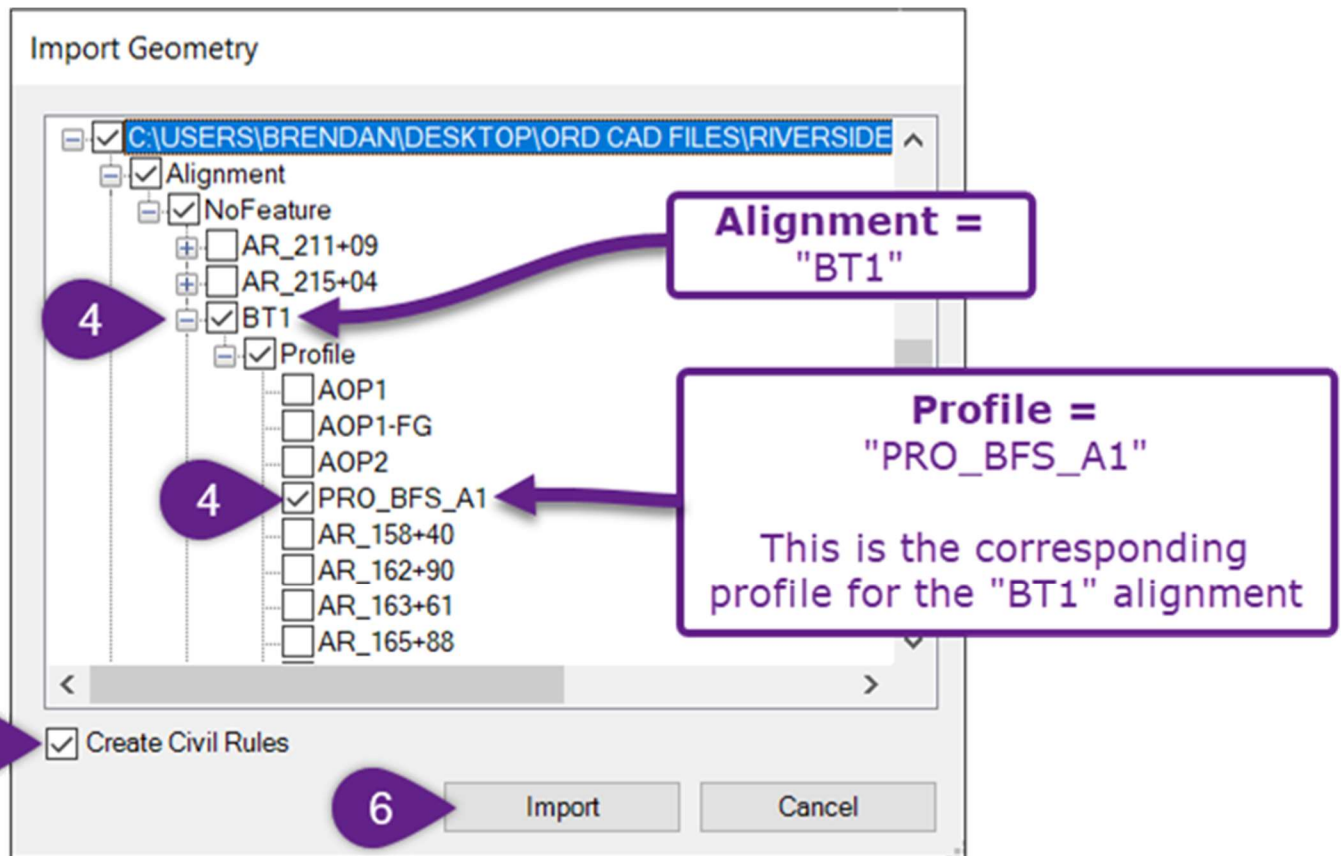 Import Geometry
C:\USERS\BRENDAN\DESKTOP\ORD CAD FILES\RIVERSIDE
Alignment
NoFeature
AR_211+09
AR_215+04
4
BT1
Profile
AOP1
AOP1-FG
AOP2
4
PRO_BFS_A1
AR_158+40
AR_162+90
AR_163+61
AR_165+88
Alignment =
"BT1"
Profile =
"PRO_BFS_A1"
This is the corresponding
profile for the "BT1" alignment
Create Civil Rules
6
Import
Cancel